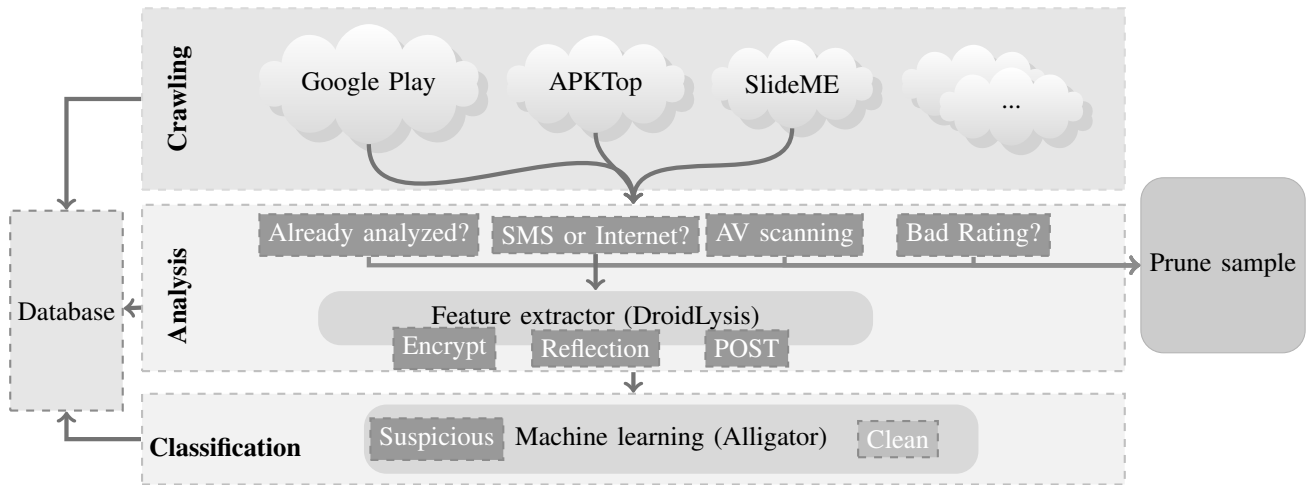 Crawling
Google Play
APKTop
SlideME
...
Analysis
Already analyzed?
SMS or Internet?
AV scanning
Bad Rating?
Prune sample
Database
Feature extractor (DroidLysis)
Encrypt
Reflection
POST
Classification
Suspicious
Machine learning (Alligator)
Clean